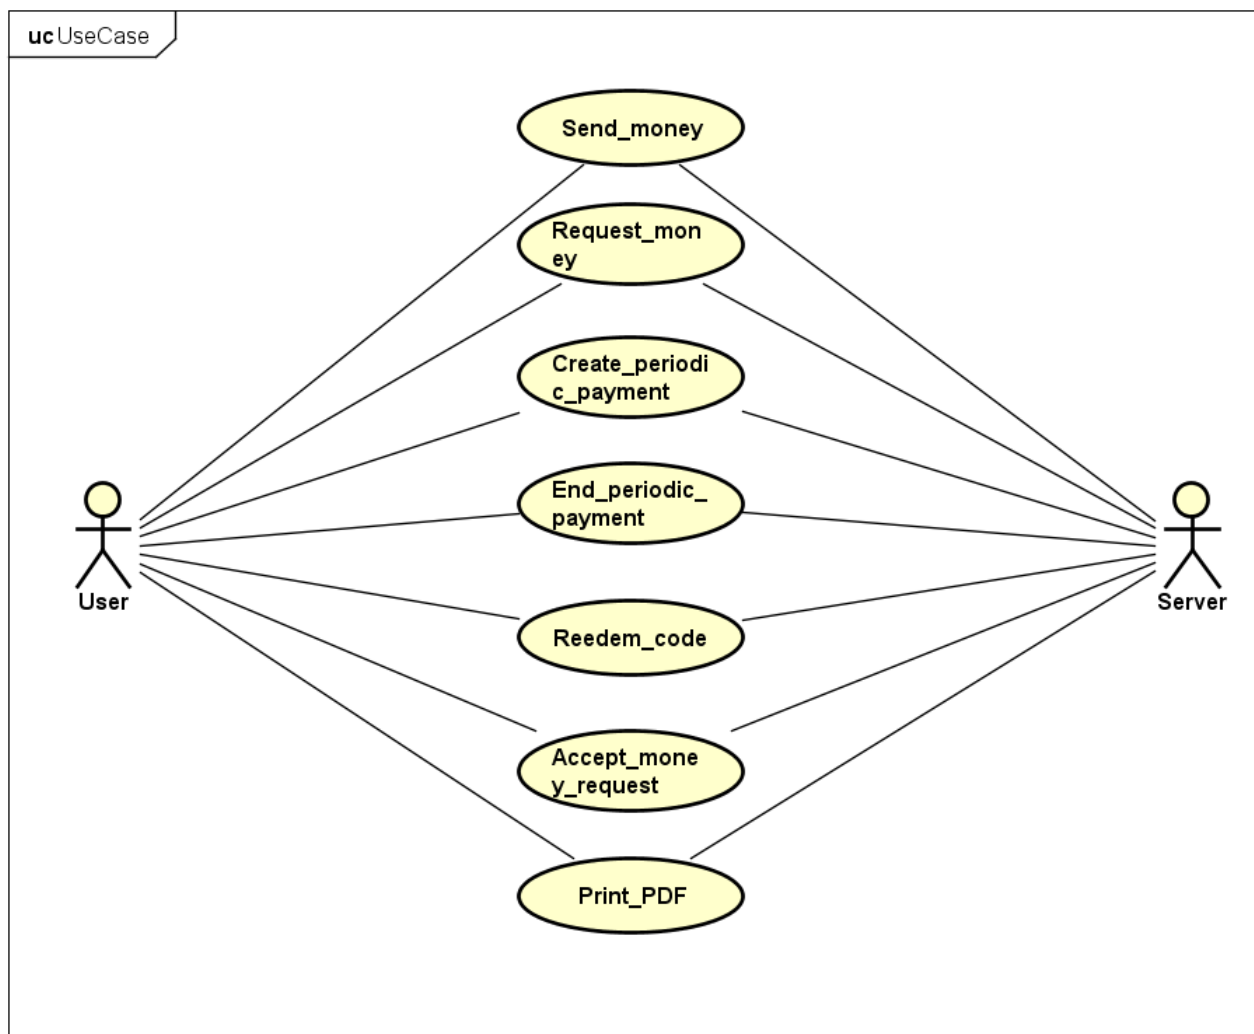 uc UseCase
Send_money
Request_mon
ey
Create_periodi
c_payment
End_periodic_
payment
User
Server
Reedem_code
Accept_mone
y_request
Print_PDF